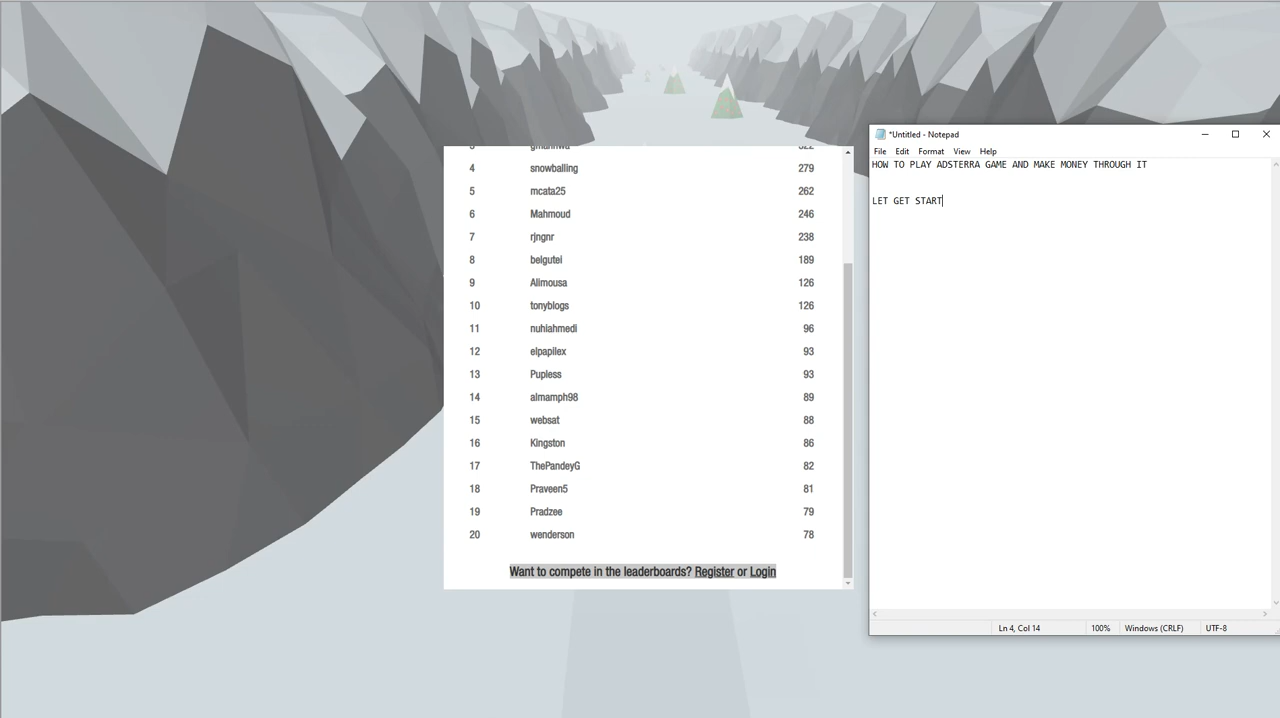 322
4 snowballing 279
5 mcata25 262
6 Mahmoud 246
7 rjngnr 238
8 belgutei 189
9 Alimousa 126
10 tonyblogs 126
11 nuhiahmedi 96
12 elpapilex 93
13 Pupless 93
14 almamph98 89
15 websat 88
16 Kingston 86
17 ThePandeyG 82
18 Praveen5 81
19 Pradzee 79
20 wenderson 78
Want to compete in the leaderboards? Register or Login
*Untitled - Notepad
File Edit Format View Help
HOW TO PLAY ADSTERRA GAME AND MAKE MONEY THROUGH IT
LET GET START
Ln 4, Col 14 100% Windows (CRLF) UTF-8